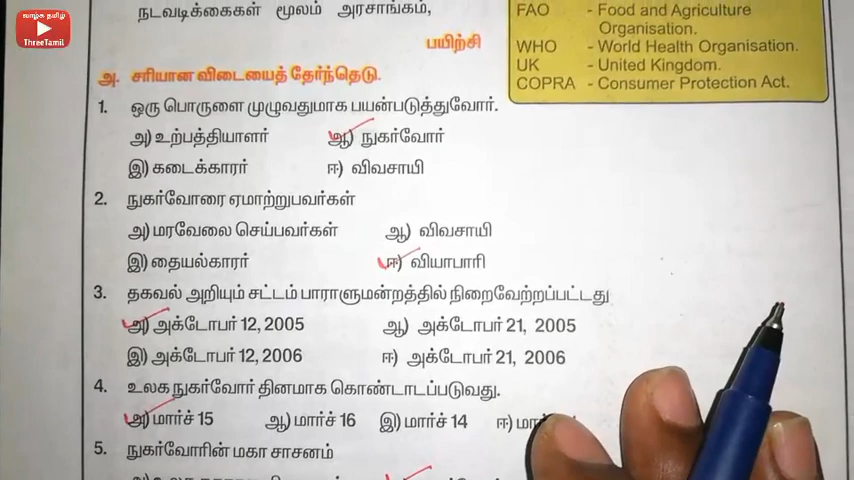 வாழ்க தமிழ்
ThreeTamil
நடவடிக்கைகள் மூலம் அரசாங்கம்,
FAO - Food and Agriculture
Organisation.
WHO - World Health Organisation.
UK - United Kingdom.
COPRA - Consumer Protection Act.
பயிற்சி
அ. சரியான விடையைத் தேர்ந்தெடு.
1. ஒரு பொருளை முழுவதுமாக பயன்படுத்துவோர்.
அ) உற்பத்தியாளர் ஆ) நுகர்வோர்
இ) கடைக்காரர் ஈ) விவசாயி
2. நுகர்வோரை ஏமாற்றுபவர்கள்
அ) மரவேலை செய்பவர்கள் ஆ) விவசாயி
இ) தையல்காரர் ஈ) வியாபாரி
3. தகவல் அறியும் சட்டம் பாராளுமன்றத்தில் நிறைவேற்றப்பட்டது
அ) அக்டோபர் 12, 2005 ஆ) அக்டோபர் 21, 2005
இ) அக்டோபர் 12, 2006 ஈ) அக்டோபர் 21, 2006
4. உலக நுகர்வோர் தினமாக கொண்டாடப்படுவது.
அ) மார்ச் 15 ஆ) மார்ச் 16 இ) மார்ச் 14 ஈ)
5. நுகர்வோரின் மகா சாசனம்